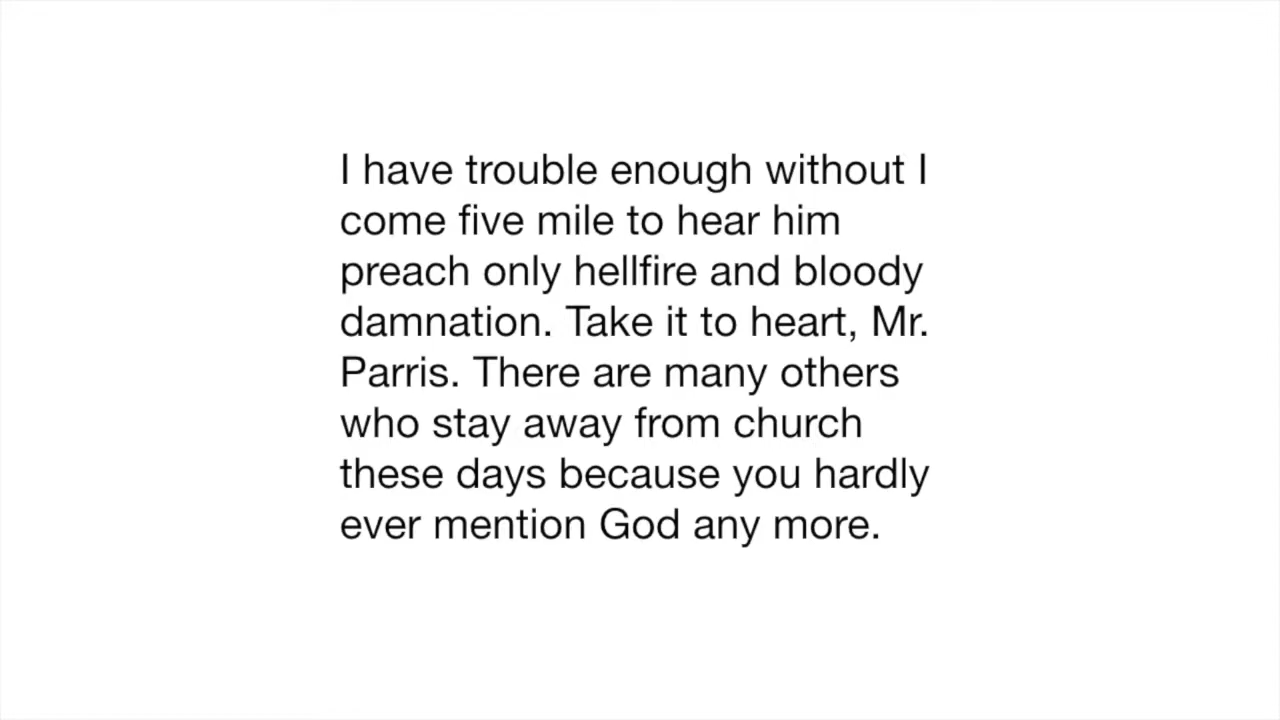 I have trouble enough without I
come five mile to hear him
preach only hellfire and bloody
damnation. Take it to heart, Mr.
Parris. There are many others
who stay away from church
these days because you hardly
ever mention God any more.